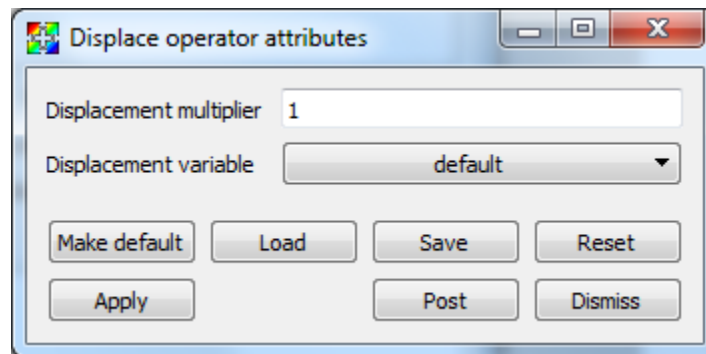 Displace operator attributes
Displacement multiplier 1
Displacement variable default
Make default Load Save Reset
Apply Post Dismiss